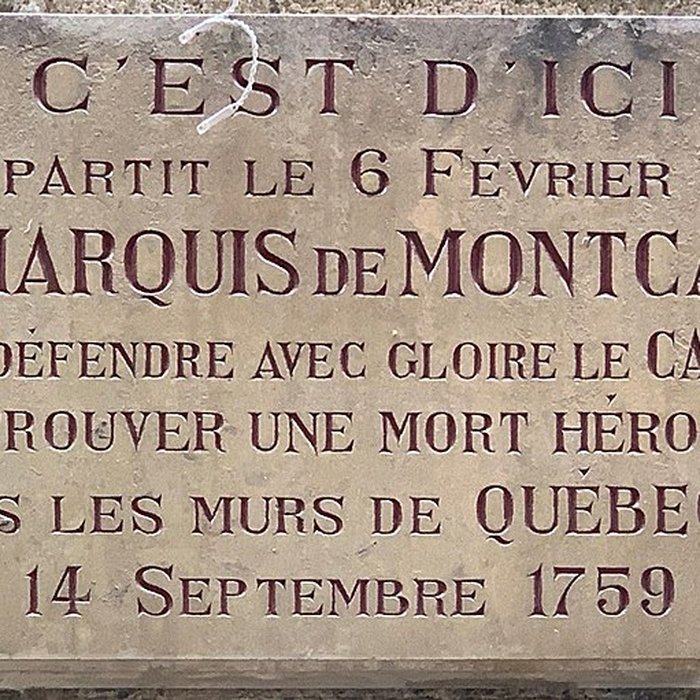 C'EST D'ICI
PARTIT LE 6 FÉVRIER
MARQUIS DE MONTCA
DÉFENDRE AVEC GLOIRE LE CA
ROUVER UNE MORT HÉRO
S LES MURS DE QUÉBE
14 SEPTEMBRE 1759